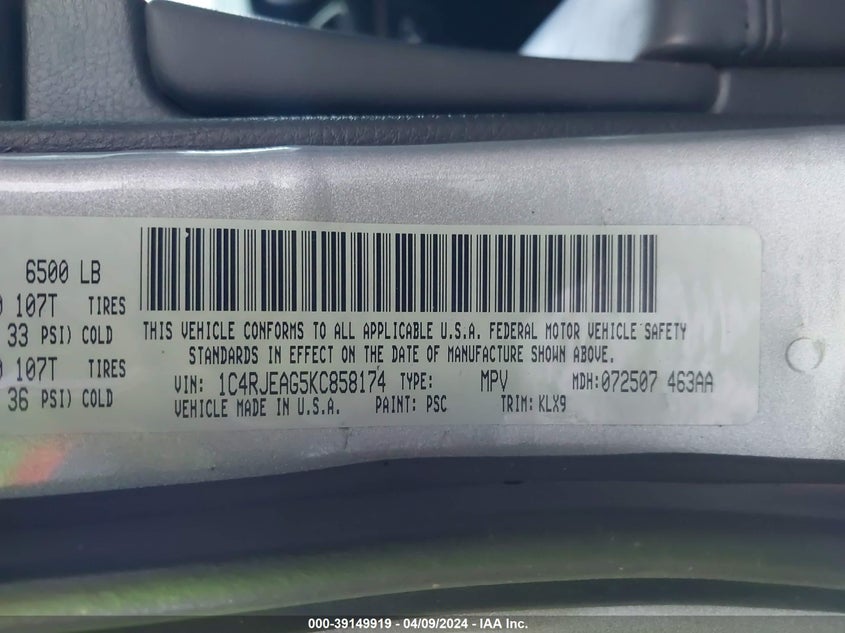 6500 LB
107T TIRES
33 PSI) COLD
107T TIRES
36 PSI) COLD
THIS VEHICLE CONFORMS TO ALL APPLICABLE U.S.A. FEDERAL MOTOR VEHICLE SAFETY
STANDARDS IN EFFECT ON THE DATE OF MANUFACTURE SHOWN ABOVE.
VIN: 1C4RJEAG5KC858174 TYPE: MPV MDH:072507 463AA
VEHICLE MADE IN U.S.A. PAINT: PSC TRIM: KLX9
000-39149919 - 04/09/2024 - IAA Inc.